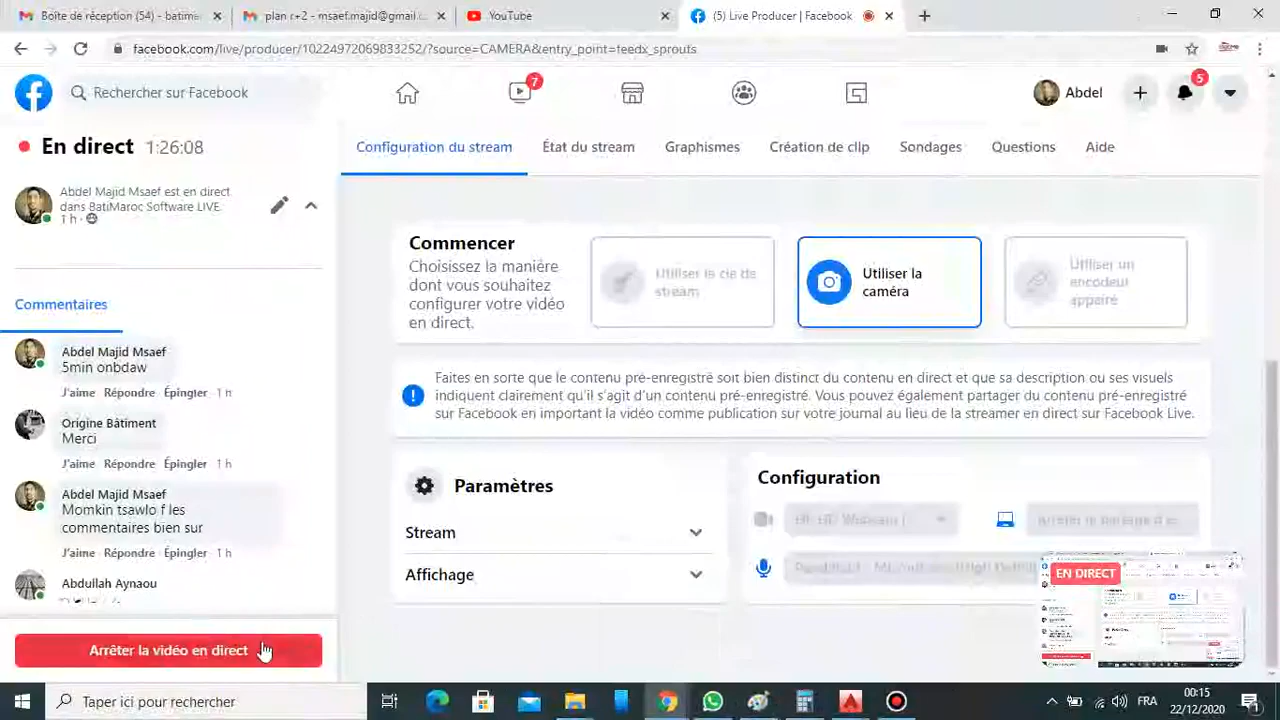 Boîte de réception (54) - batime
plan r+2 - msaef.majid@gmail.c
YouTube
(5) Live Producer | Facebook
facebook.com/live/producer/10224972069833252/?source=CAMERA&entry_point=feedx_sprouts
Rechercher sur Facebook
7
Abdel
5
En direct 1:26:08
Configuration du stream
État du stream
Graphismes
Création de clip
Sondages
Questions
Aide
Abdel Majid Msaef est en direct
dans BatiMaroc Software LIVE.
1 h
Commencer
Choisissez la manière
dont vous souhaitez
configurer votre vidéo
en direct.
Utiliser la clé de
stream
Utiliser la
caméra
Utiliser un
encodeur
appairé
Commentaires
Abdel Majid Msaef
5min onbdaw
J'aime Répondre Épingler 1 h
Origine Bâtiment
Merci
J'aime Répondre Épingler 1 h
Abdel Majid Msaef
Momkin tsawlo f les
commentaires bien sur
J'aime Répondre Épingler 1 h
Abdullah Aynaou
Faites en sorte que le contenu pré-enregistré soit bien distinct du contenu en direct et que sa description ou ses visuels
indiquent clairement qu'il s'agit d'un contenu pré-enregistré. Vous pouvez également partager du contenu pré-enregistré
sur Facebook en important la vidéo comme publication sur votre journal au lieu de la streamer en direct sur Facebook Live.
Paramètres
Stream
Affichage
Configuration
EN DIRECT
Arrêter la vidéo en direct
Taper ici pour rechercher
FRA
00:15
22/12/2020
1